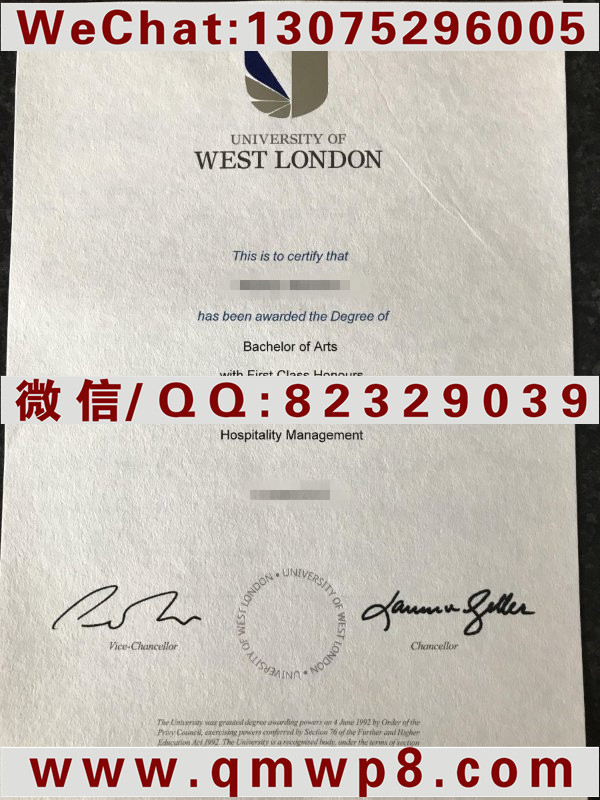 WeChat:13075296005
UNIVERSITY OF
WEST LONDON
This is to certify that
has been awarded the Degree of
Bachelor of Arts
with First Class Honours
微信/QQ:82329039
Hospitality Management
UNIVERSITY OF WEST LONDON • UNIVERSITY OF WEST LONDON •
Vice-Chancellor
Chancellor
The University was granted degree awarding powers on 4 June 1992 by Order of the
Privy Council, exercising powers conferred by Section 76 of the Further and Higher
Education Act 1992. The University is a recognised body, under the terms of section
www.qmwp8.com